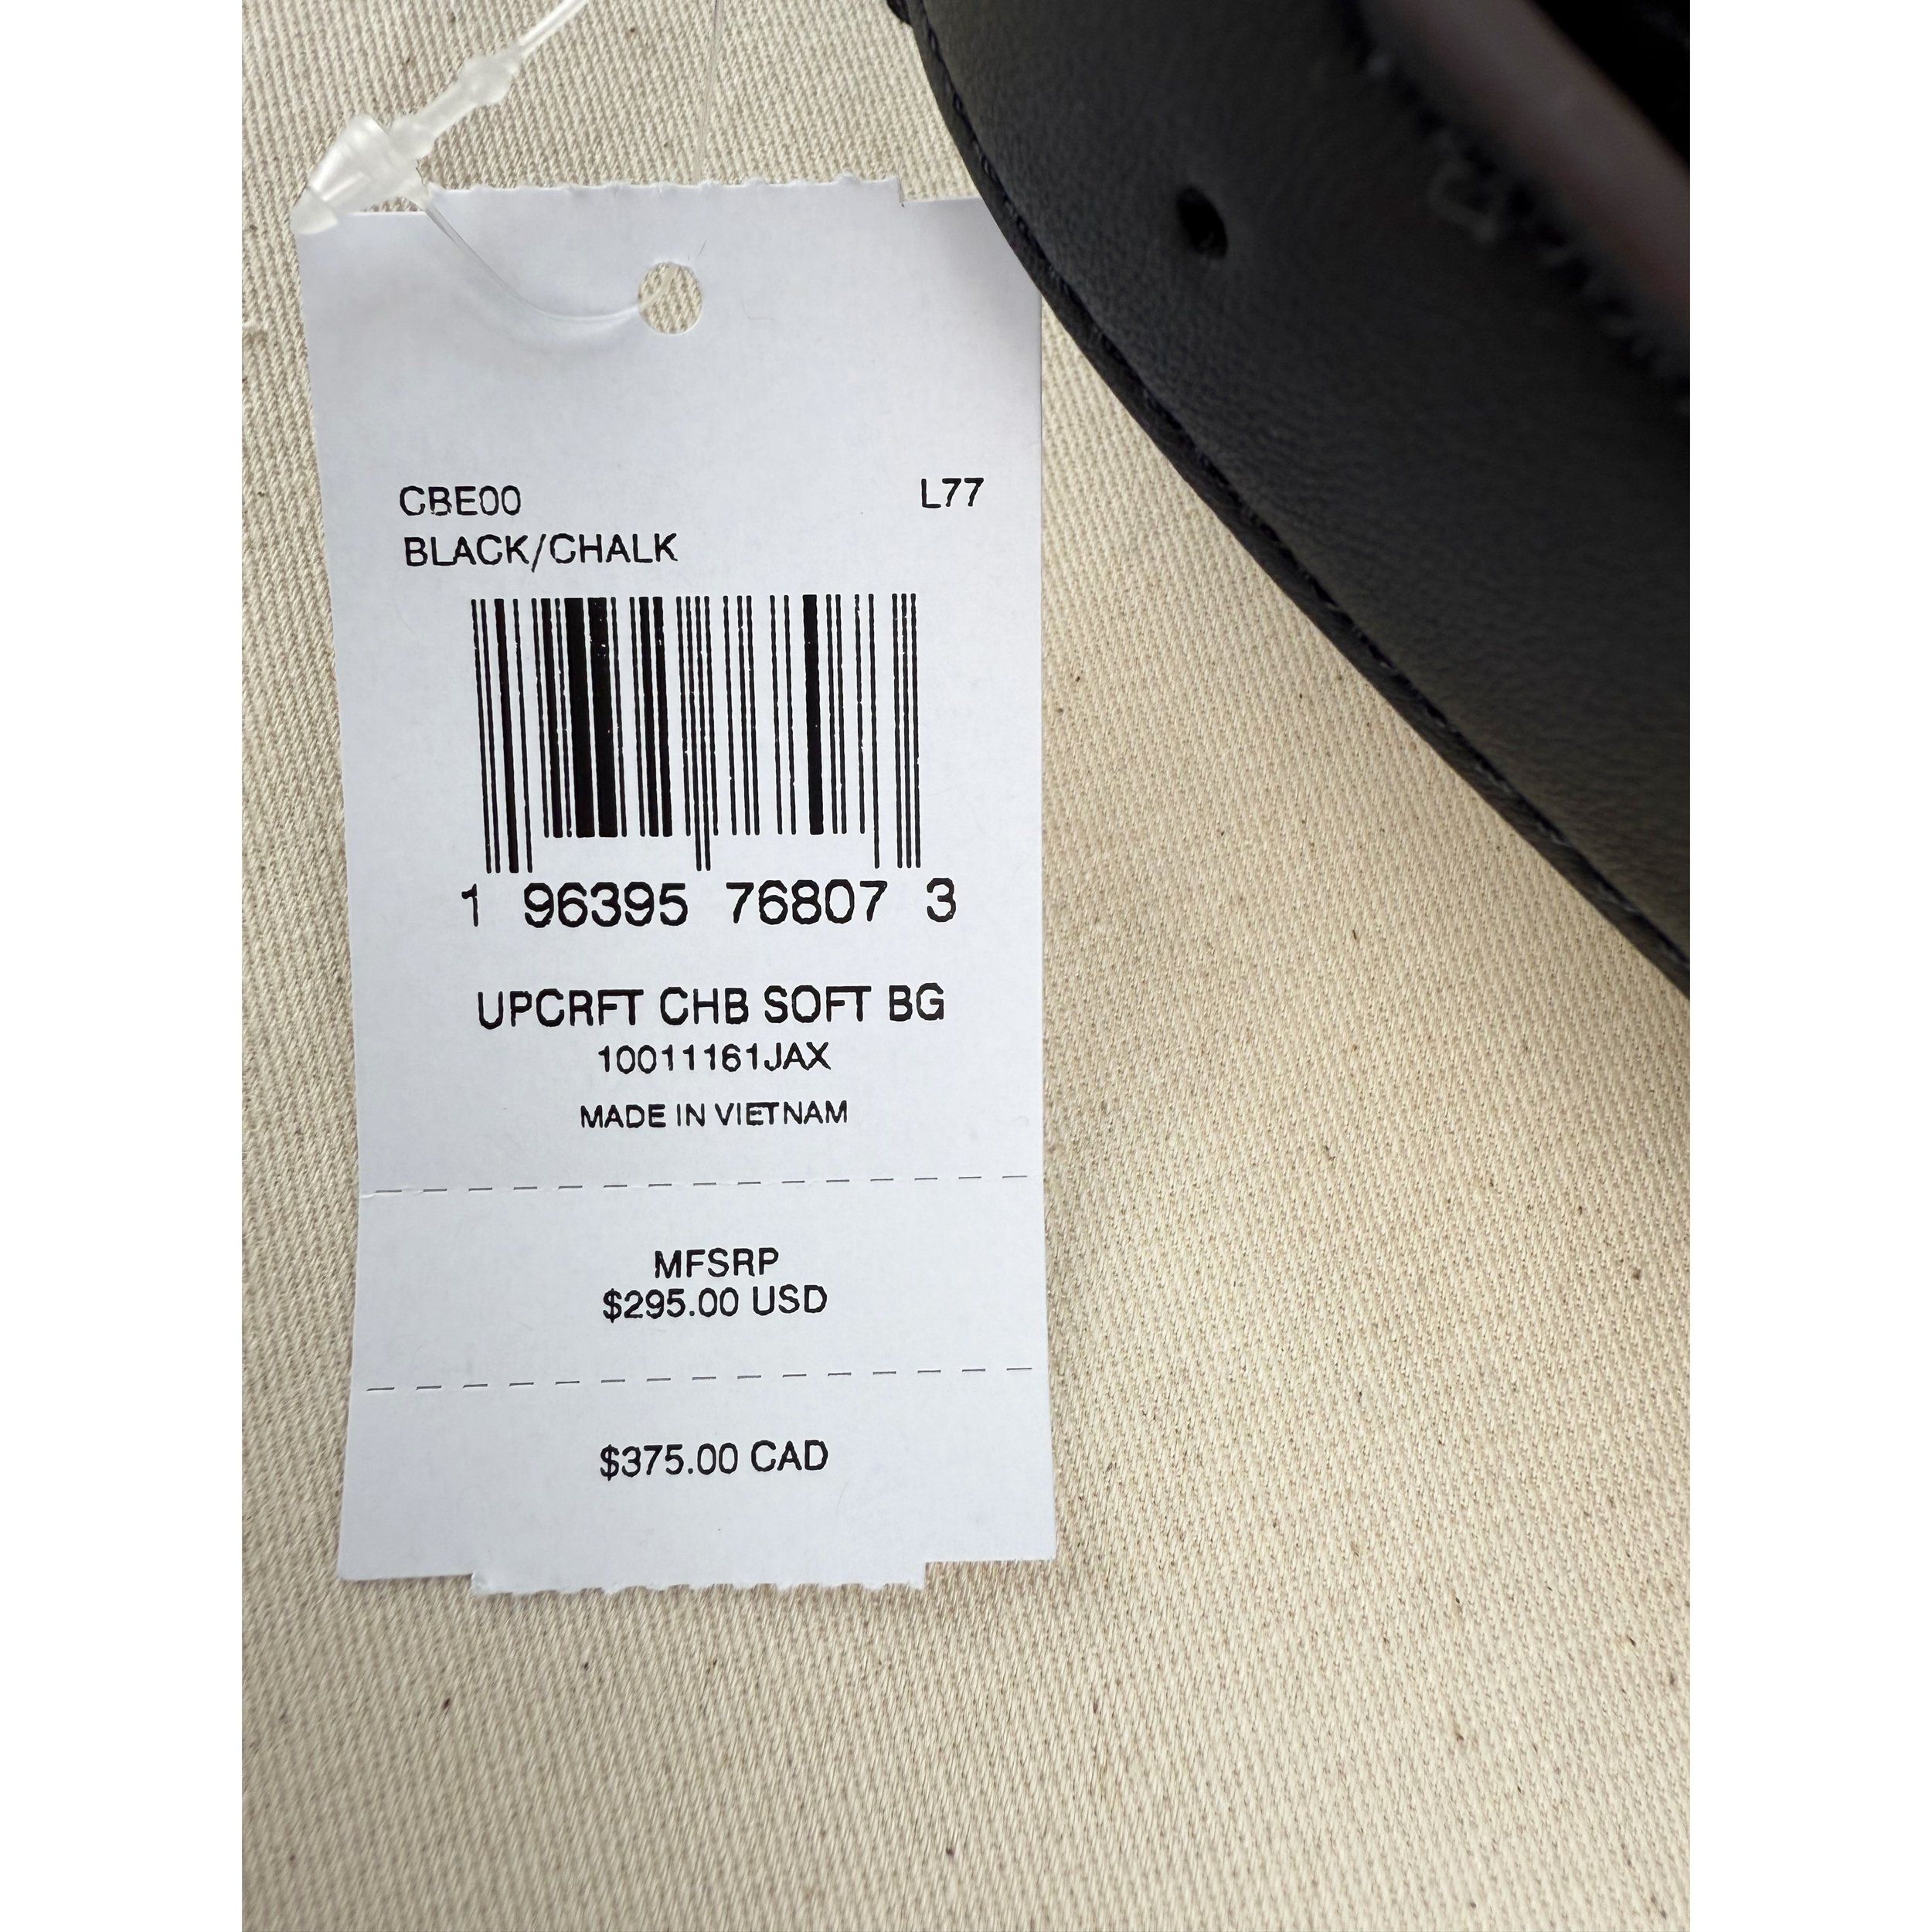 CBE00 L77
BLACK/CHALK
1 96395 76807 3
UPCRFT CHB SOFT BG
10011161JAX
MADE IN VIETNAM
MFSRP
$295.00 USD
$375.00 CAD